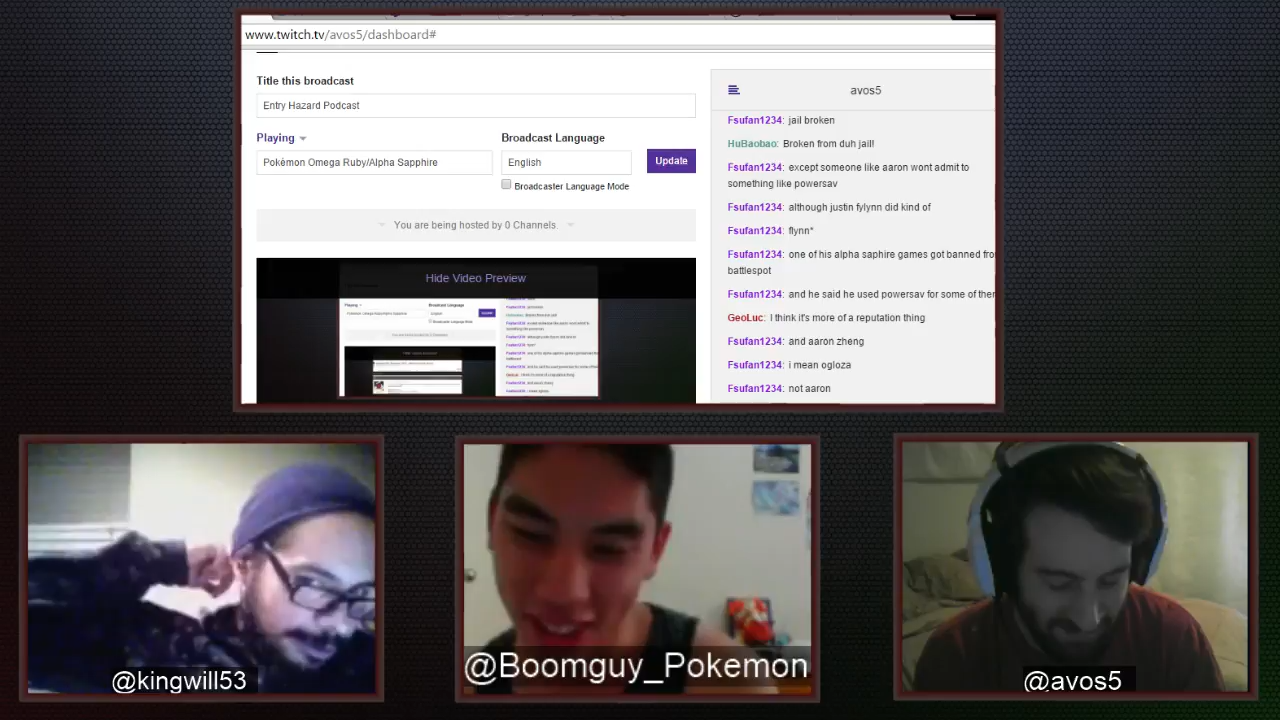 www.twitch.tv/avos5/dashboard#
Title this broadcast
Entry Hazard Podcast
Playing
Broadcast Language
Pokémon Omega Ruby/Alpha Sapphire
English
Update
Broadcaster Language Mode
You are being hosted by 0 Channels
Hide Video Preview
avos5
Fsufan1234: jail broken
HuBaobao: Broken from duh jail!
Fsufan1234: except someone like aaron wont admit to
something like powersav
Fsufan1234: although justin fylynn did kind of
Fsufan1234: flynn*
Fsufan1234: one of his alpha saphire games got banned from
battlespot
Fsufan1234: and he said he used powersav for some of ther
GeoLuc: I think it's more of a reputation thing
Fsufan1234: and aaron zheng
Fsufan1234: i mean ogloza
Fsufan1234: not aaron
@kingwill53
@Boomguy_Pokemon
@avos5